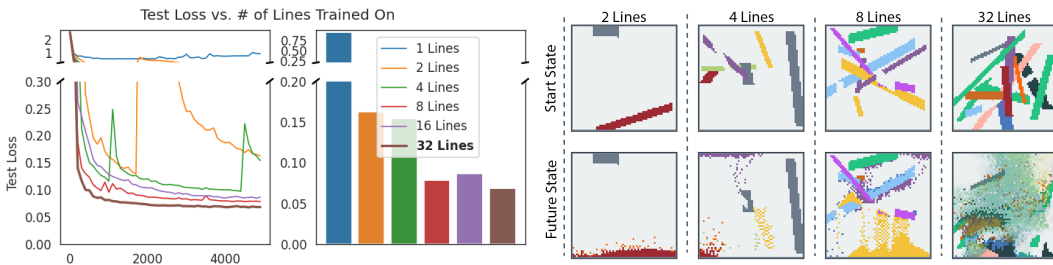 Test Loss vs. # of Lines Trained On
2
1
0.30
0.25
0.20
0.15
0.10
0.05
0.00
Test Loss
0
2000
4000
0.75
0.50
0.25
0.20
0.15
0.10
0.05
0.00
1 Lines
2 Lines
4 Lines
8 Lines
16 Lines
32 Lines
2 Lines
4 Lines
8 Lines
32 Lines
Start State
Future State